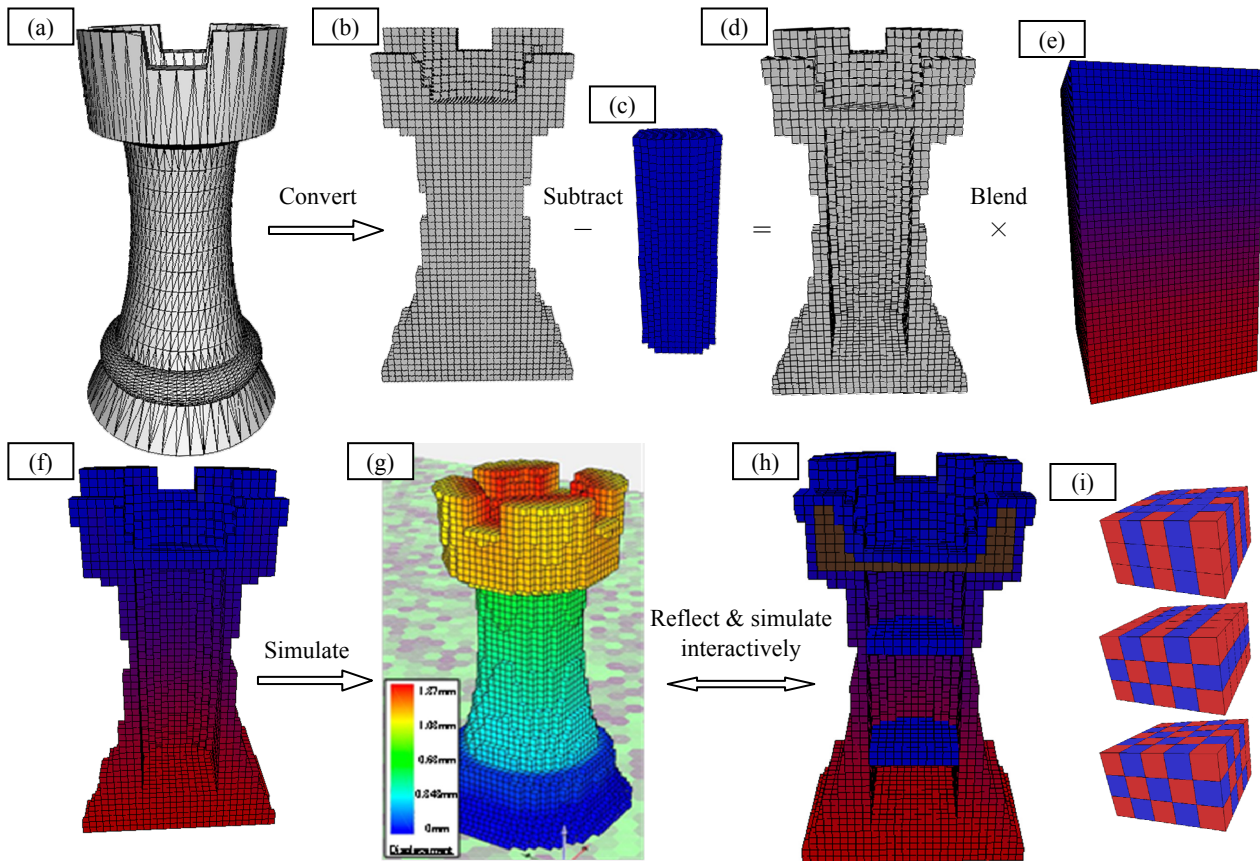 (a)
(b)
(c)
(d)
(e)
Convert
Subtract
−
=
Blend
×
(f)
(g)
(h)
(i)
Simulate
Reflect & simulate
interactively
1.87mm
0mm
Displacement